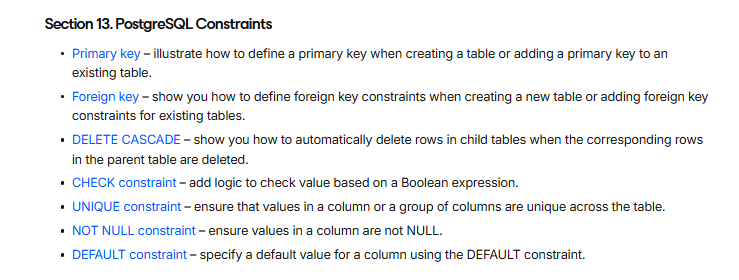 Section 13. PostgreSQL Constraints
• Primary key – illustrate how to define a primary key when creating a table or adding a primary key to an
existing table.
• Foreign key – show you how to define foreign key constraints when creating a new table or adding foreign key
constraints for existing tables.
• DELETE CASCADE – show you how to automatically delete rows in child tables when the corresponding rows
in the parent table are deleted.
• CHECK constraint – add logic to check value based on a Boolean expression.
• UNIQUE constraint – ensure that values in a column or a group of columns are unique across the table.
• NOT NULL constraint – ensure values in a column are not NULL.
• DEFAULT constraint – specify a default value for a column using the DEFAULT constraint.